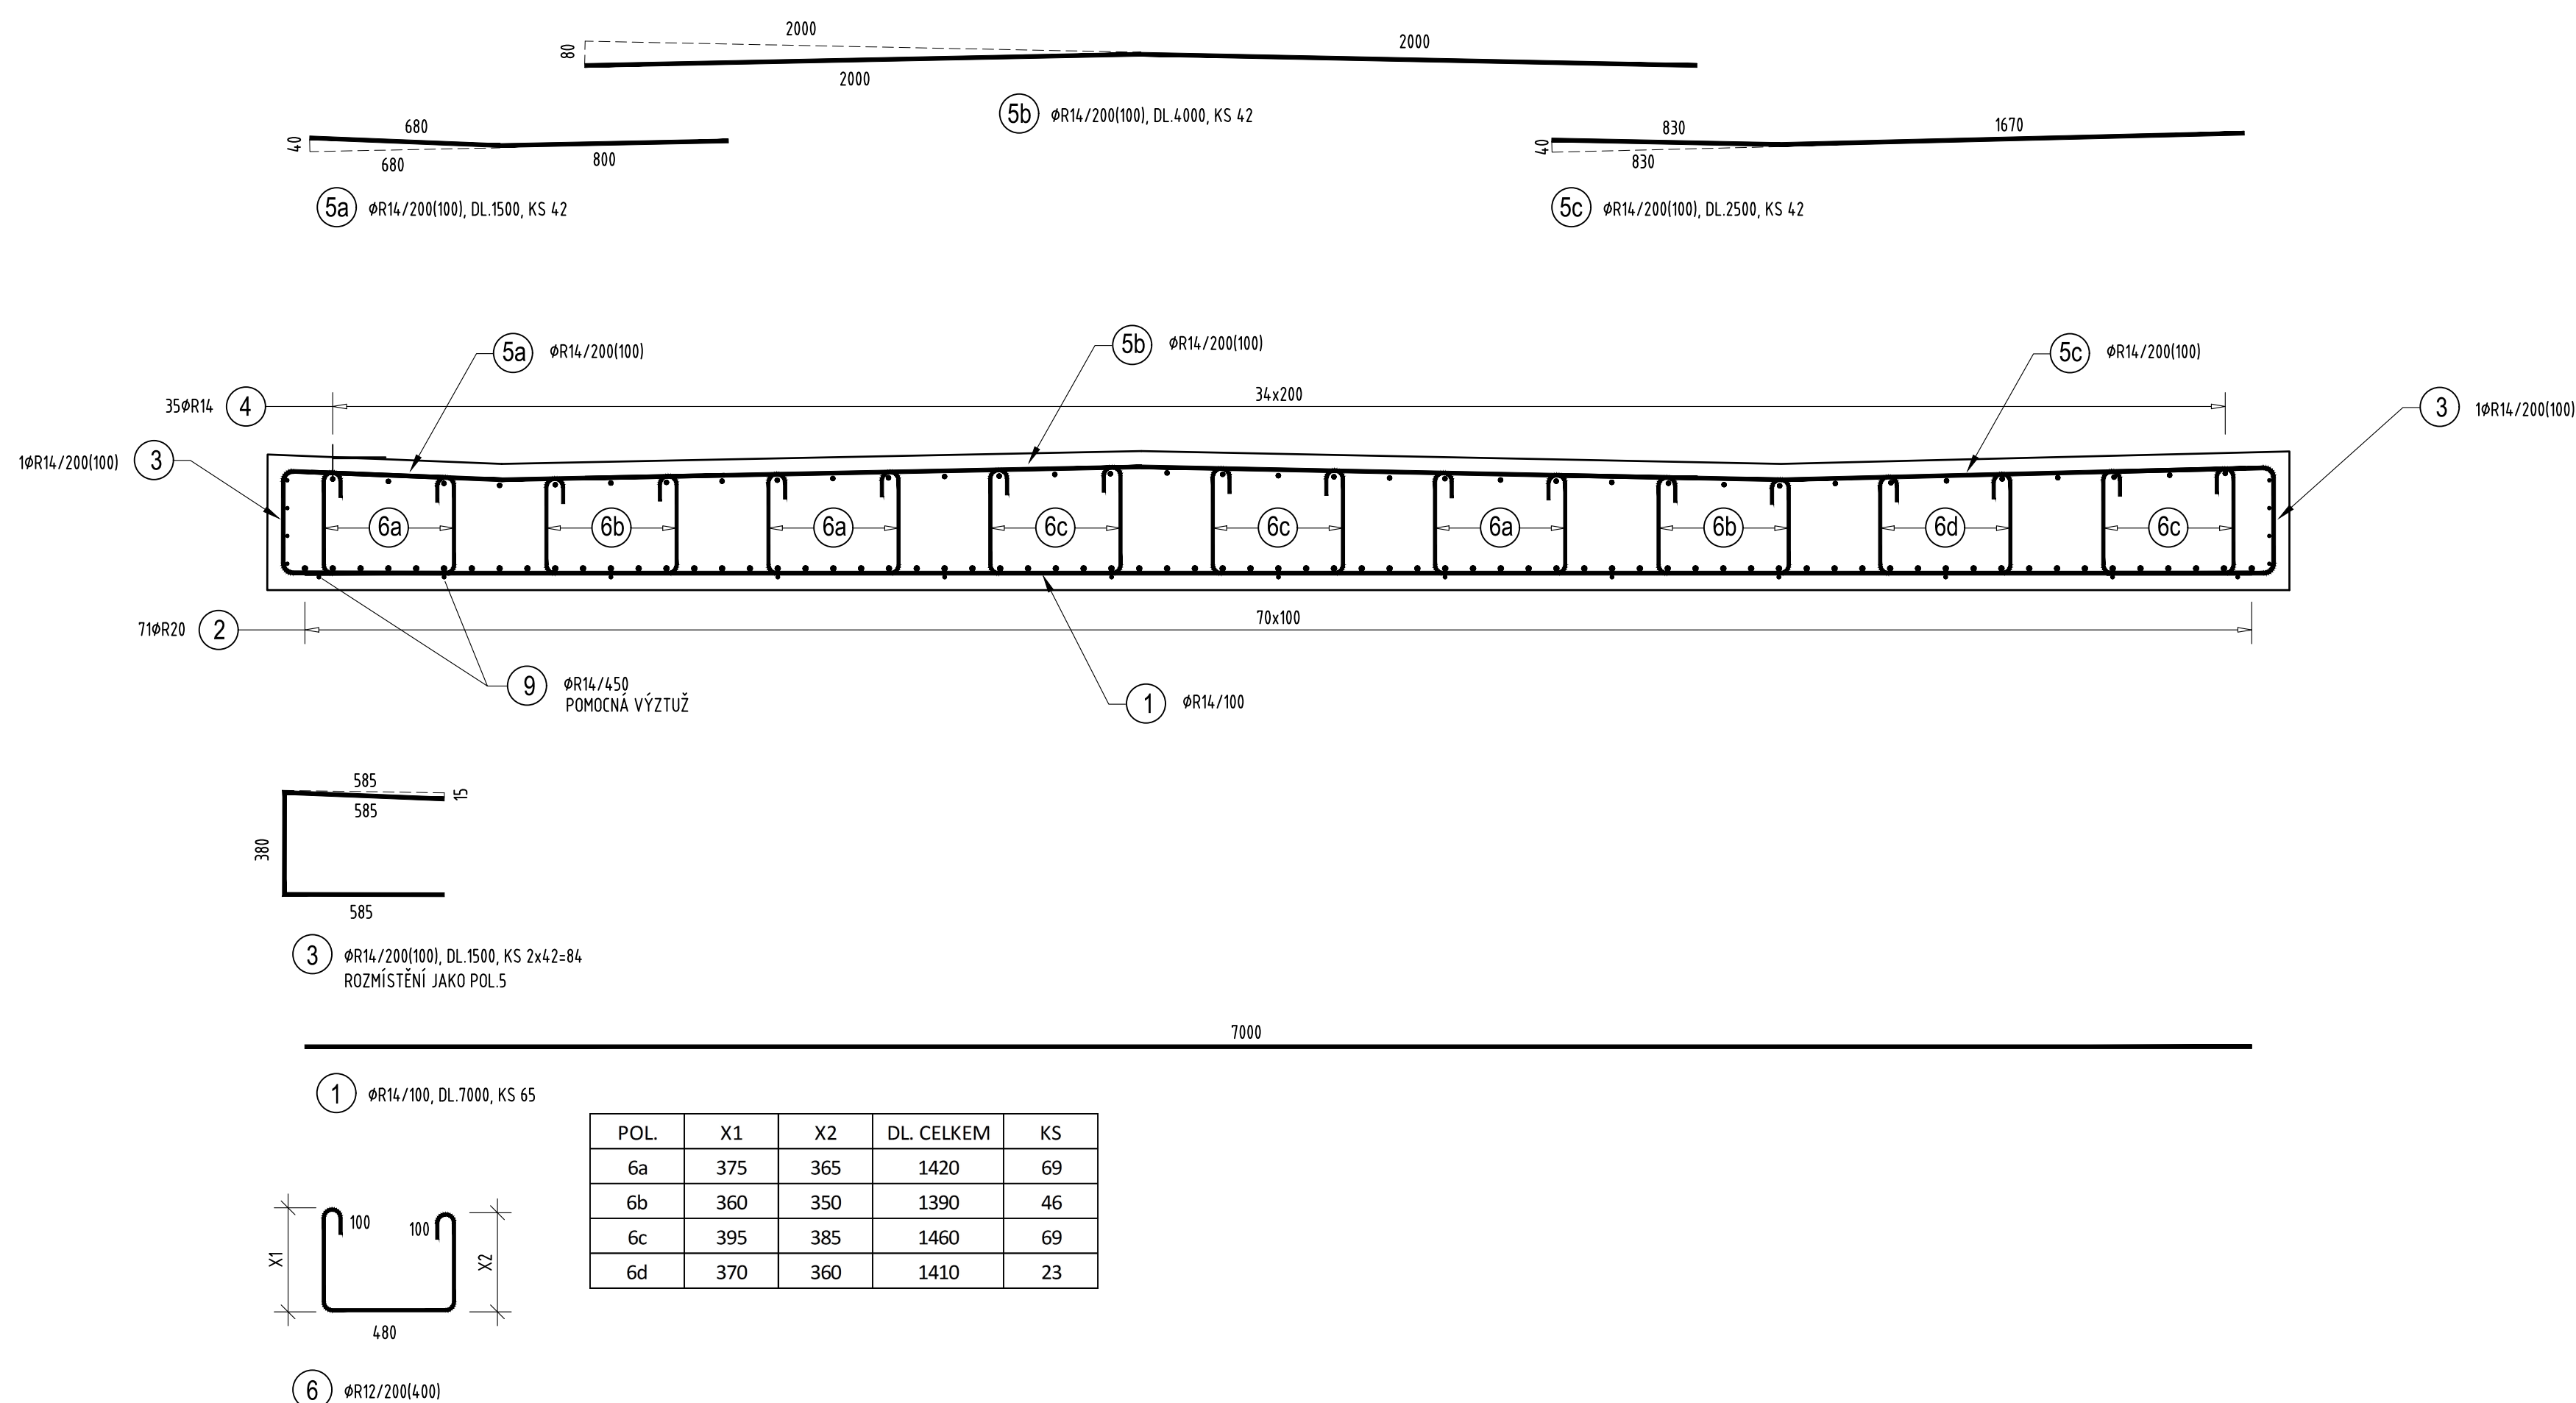 2000
80
2000
2000
5b ØR14/200(100), DL.4000, KS 42
680
40
680
800
5a ØR14/200(100), DL.1500, KS 42
830
1670
40
830
5c ØR14/200(100), DL.2500, KS 42
5a ØR14/200(100)
5b ØR14/200(100)
5c ØR14/200(100)
35ØR14 4
34x200
3 1ØR14/200(100)
1ØR14/200(100) 3
6a 6b 6a 6c 6c 6a 6b 6d 6c
71ØR20 2
70x100
9 ØR14/450
POMOCNÁ VÝZTUŽ
1 ØR14/100
585
15
585
380
585
3 ØR14/200(100), DL.1500, KS 2x42=84
ROZMÍSTĚNÍ JAKO POL.5
7000
1 ØR14/100, DL.7000, KS 65
POL. X1 X2 DL. CELKEM KS
6a 375 365 1420 69
6b 360 350 1390 46
6c 395 385 1460 69
6d 370 360 1410 23
100 100
X1 X2
480
6 ØR12/200(400)